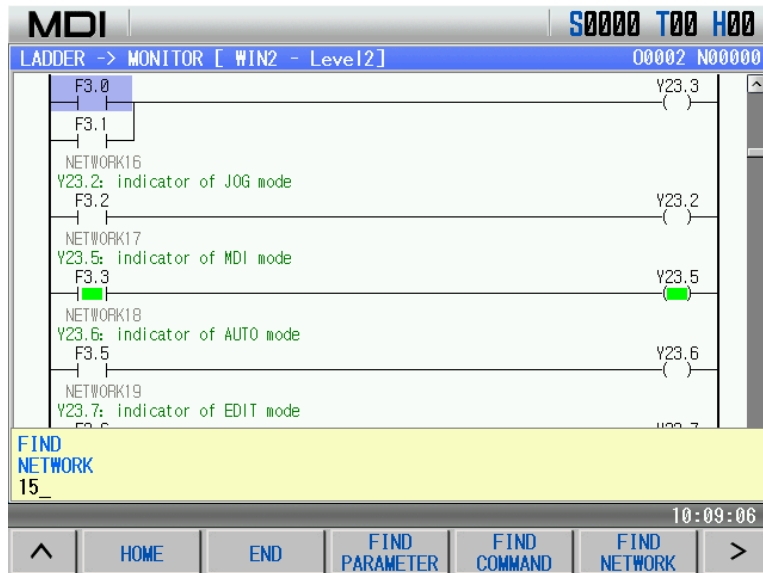 MDI S0000 T00 H00
LADDER -> MONITOR [ WIN2 - Level2] O0002 N00000
F3.0 Y23.3
F3.1
NETWORK16
Y23.2: indicator of JOG mode
F3.2 Y23.2
NETWORK17
Y23.5: indicator of MDI mode
F3.3 Y23.5
NETWORK18
Y23.6: indicator of AUTO mode
F3.5 Y23.6
NETWORK19
Y23.7: indicator of EDIT mode
FIND
NETWORK
15_
10:09:06
HOME END FIND PARAMETER FIND COMMAND FIND NETWORK >